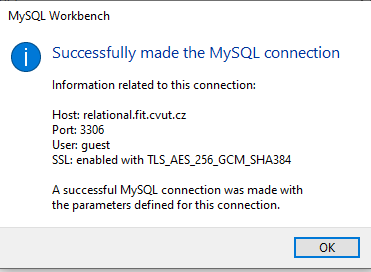 MySQL Workbench
Successfully made the MySQL connection
Information related to this connection:
Host: relational.fit.cvut.cz
Port: 3306
User: guest
SSL: enabled with TLS_AES_256_GCM_SHA384
A successful MySQL connection was made with
the parameters defined for this connection.
OK